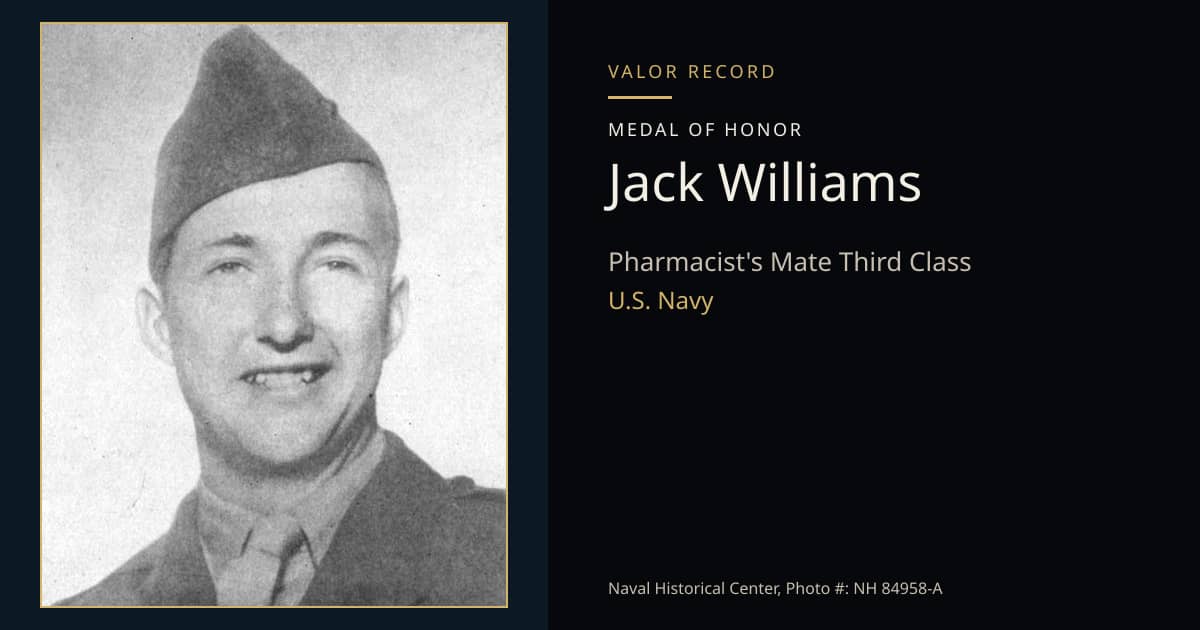 VALOR RECORD
MEDAL OF HONOR
Jack Williams
Pharmacist's Mate Third Class
U.S. Navy
Naval Historical Center, Photo #: NH 84958-A